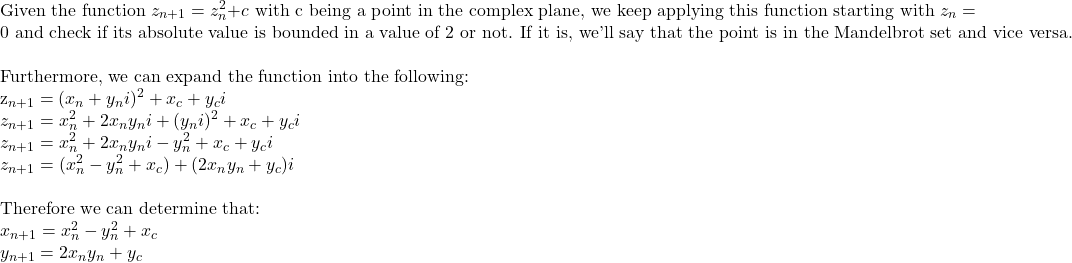 Given the function $z_{n+1} = z_n^2 + c$ with c being a point in the complex plane, we keep applying this function starting with $z_n =$
$0$ and check if its absolute value is bounded in a value of 2 or not. If it is, we'll say that the point is in the Mandelbrot set and vice versa.
Furthermore, we can expand the function into the following:
z$_{n+1} = (x_n + y_n i)^2 + x_c + y_c i$
$z_{n+1} = x_n^2 + 2x_n y_n i + (y_n i)^2 + x_c + y_c i$
$z_{n+1} = x_n^2 + 2x_n y_n i - y_n^2 + x_c + y_c i$
$z_{n+1} = (x_n^2 - y_n^2 + x_c) + (2x_n y_n + y_c)i$
Therefore we can determine that:
$x_{n+1} = x_n^2 - y_n^2 + x_c$
$y_{n+1} = 2x_n y_n + y_c$